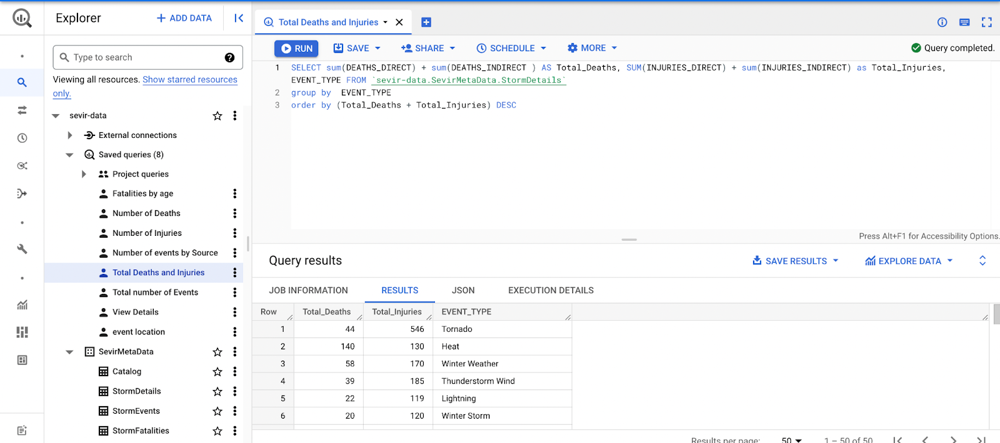 Explorer
+ ADD DATA
Type to search
Viewing all resources. Show starred resources
only.
sevir-data
External connections
Saved queries (8)
Project queries
Fatalities by age
Number of Deaths
Number of Injuries
Number of events by Source
Total Deaths and Injuries
Total number of Events
View Details
event location
SevirMetaData
Catalog
StormDetails
StormEvents
StormFatalities
Total Deaths and Injuries
RUN SAVE SHARE SCHEDULE MORE Query completed.
1 SELECT sum(DEATHS_DIRECT) + sum(DEATHS_INDIRECT ) AS Total_Deaths, SUM(INJURIES_DIRECT) + sum(INJURIES_INDIRECT) as Total_Injuries,
EVENT_TYPE FROM `sevir-data.SevirMetaData.StormDetails`
2 group by  EVENT_TYPE
3 order by (Total_Deaths + Total_Injuries) DESC
Press Alt+F1 for Accessibility Options.
Query results SAVE RESULTS EXPLORE DATA
JOB INFORMATION RESULTS JSON EXECUTION DETAILS
Row Total_Deaths Total_Injuries EVENT_TYPE
1 44 546 Tornado
2 140 130 Heat
3 58 170 Winter Weather
4 39 185 Thunderstorm Wind
5 22 119 Lightning
6 20 120 Winter Storm
Results per page: 50 1 – 50 of 50